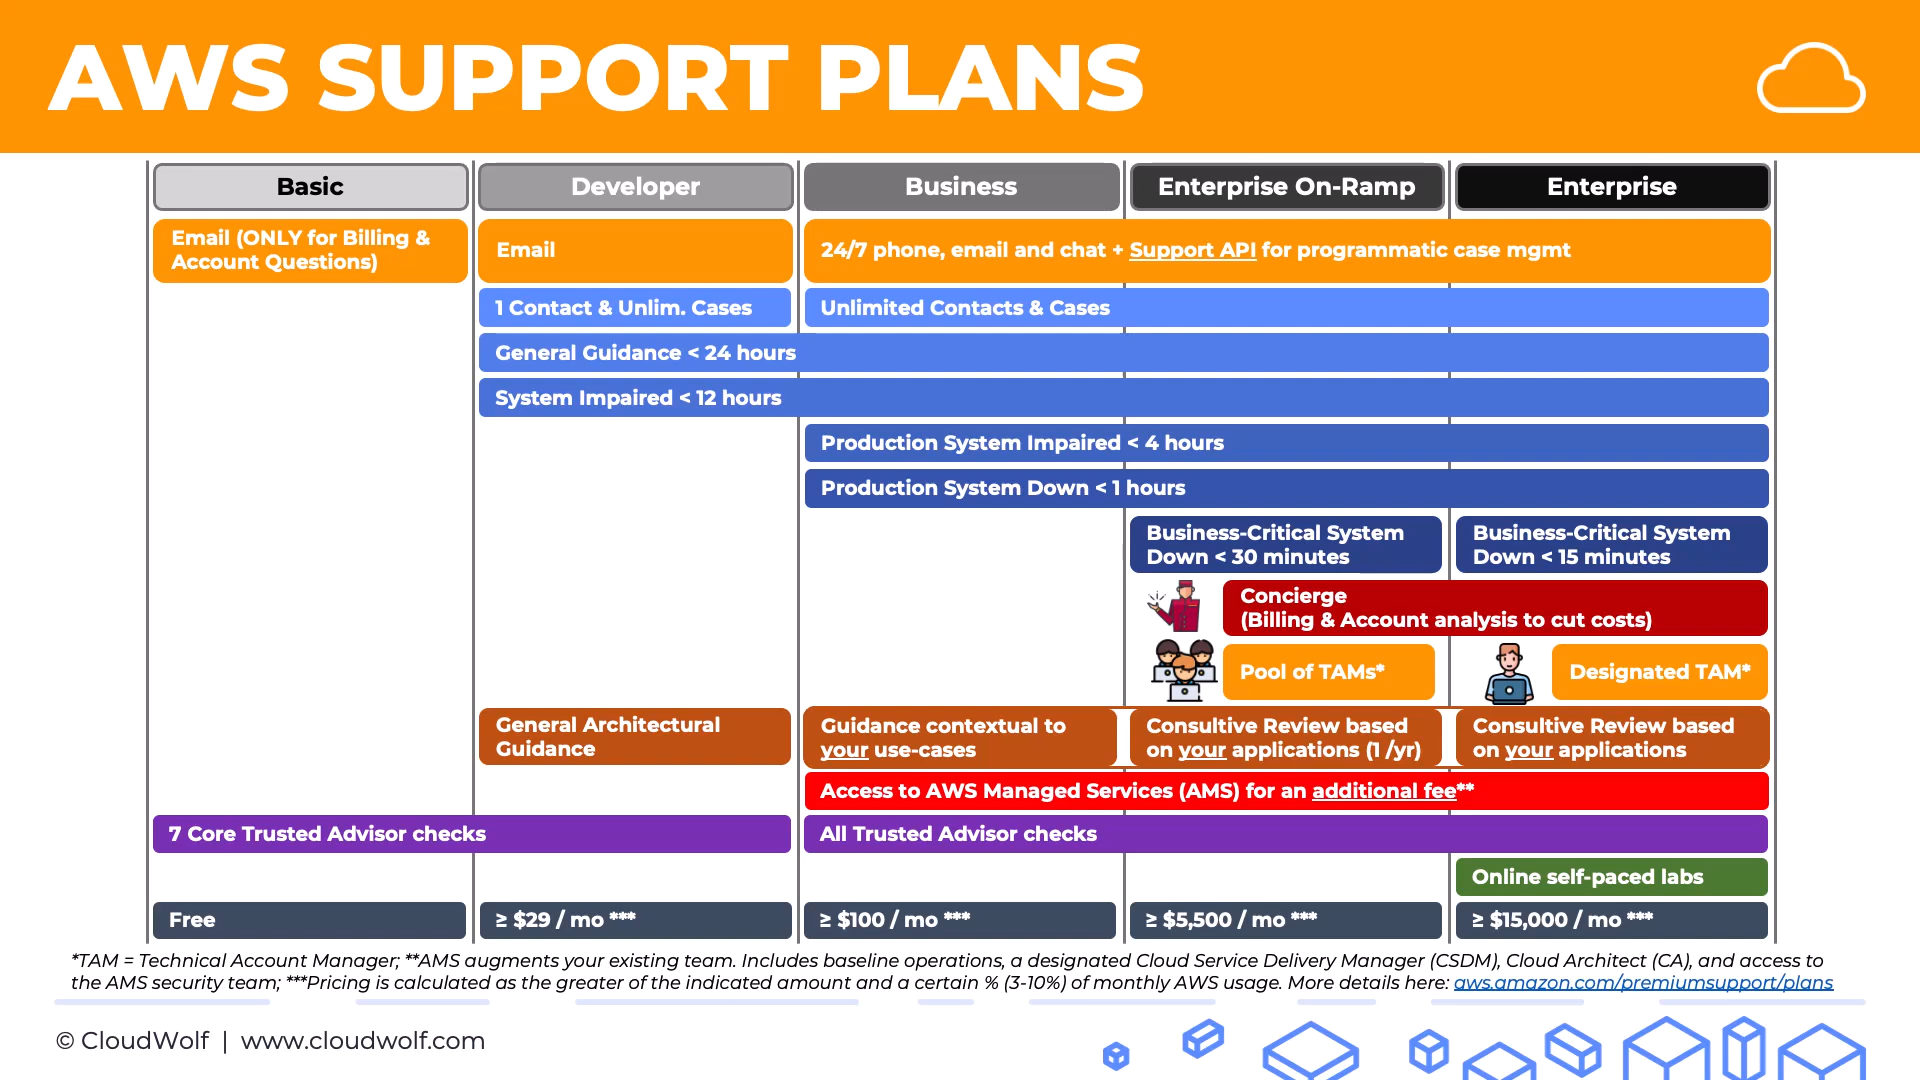 AWS SUPPORT PLANS
Basic
Developer
Business
Enterprise On-Ramp
Enterprise
Email (ONLY for Billing &
Account Questions)
Email
24/7 phone, email and chat + Support API for programmatic case mgmt
1 Contact & Unlim. Cases
Unlimited Contacts & Cases
General Guidance < 24 hours
System Impaired < 12 hours
Production System Impaired < 4 hours
Production System Down < 1 hours
Business-Critical System
Down < 30 minutes
Business-Critical System
Down < 15 minutes
Concierge
(Billing & Account analysis to cut costs)
Pool of TAMs*
Designated TAM*
General Architectural
Guidance
Guidance contextual to
your use-cases
Consultive Review based
on your applications (1 /yr)
Consultive Review based
on your applications
Access to AWS Managed Services (AMS) for an additional fee**
7 Core Trusted Advisor checks
All Trusted Advisor checks
Online self-paced labs
Free
≥ $29 / mo ***
≥ $100 / mo ***
≥ $5,500 / mo ***
≥ $15,000 / mo ***
*TAM = Technical Account Manager; **AMS augments your existing team. Includes baseline operations, a designated Cloud Service Delivery Manager (CSDM), Cloud Architect (CA), and access to
the AMS security team; ***Pricing is calculated as the greater of the indicated amount and a certain % (3-10%) of monthly AWS usage. More details here: aws.amazon.com/premiumsupport/plans
© CloudWolf | www.cloudwolf.com